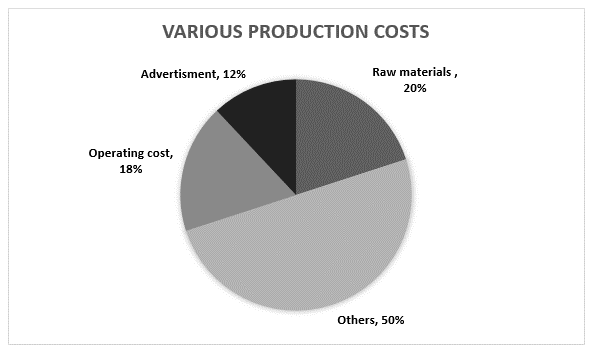 VARIOUS PRODUCTION COSTS
Advertisment, 12%
Raw materials ,
20%
Operating cost,
18%
Others, 50%